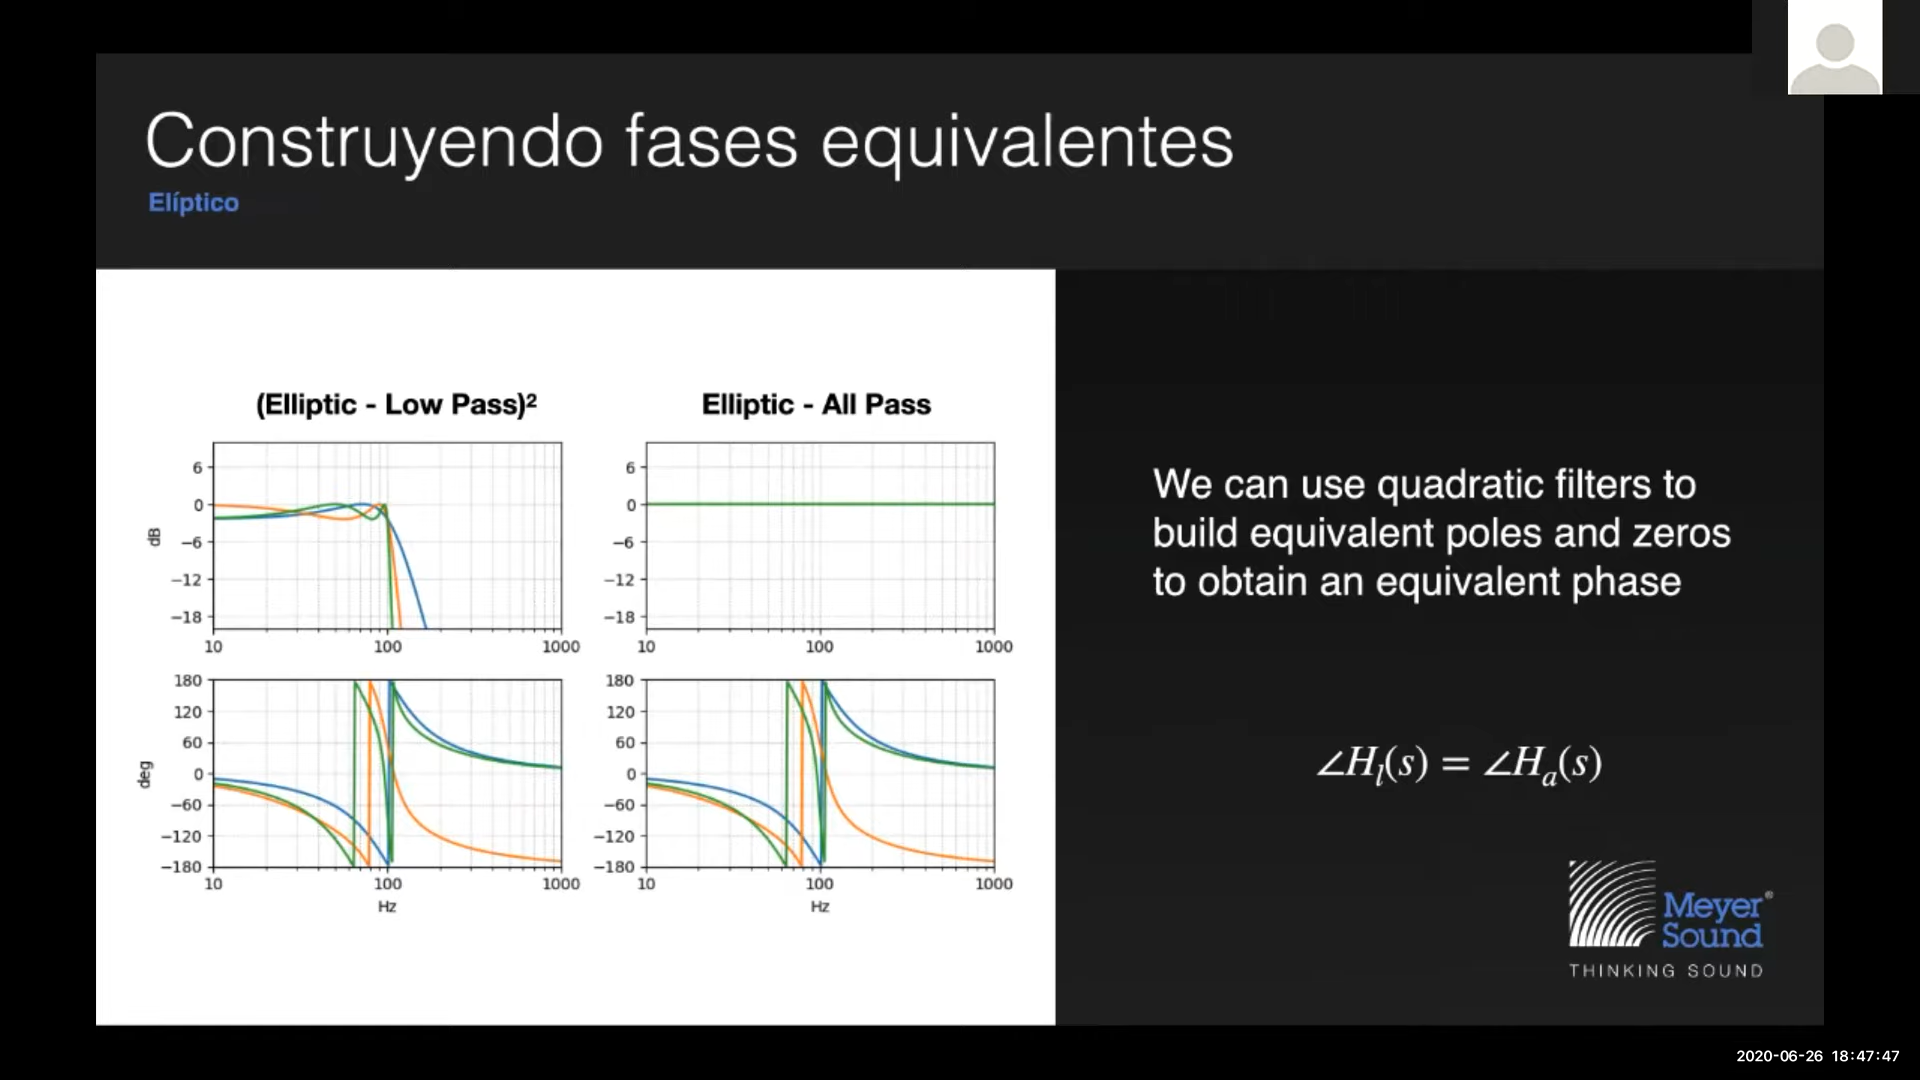 Construyendo fases equivalentes
Elíptico
(Elliptic - Low Pass)²
Elliptic - All Pass
6
0
−6
−12
−18
dB
10
100
1000
6
0
−6
−12
−18
10
100
1000
180
120
60
0
−60
−120
−180
deg
10
100
1000
Hz
180
120
60
0
−60
−120
−180
10
100
1000
Hz
We can use quadratic filters to
build equivalent poles and zeros
to obtain an equivalent phase
∠Hₗ(s) = ∠Hₐ(s)
Meyer®
Sound
THINKING SOUND
2020-06-26 18:47:47